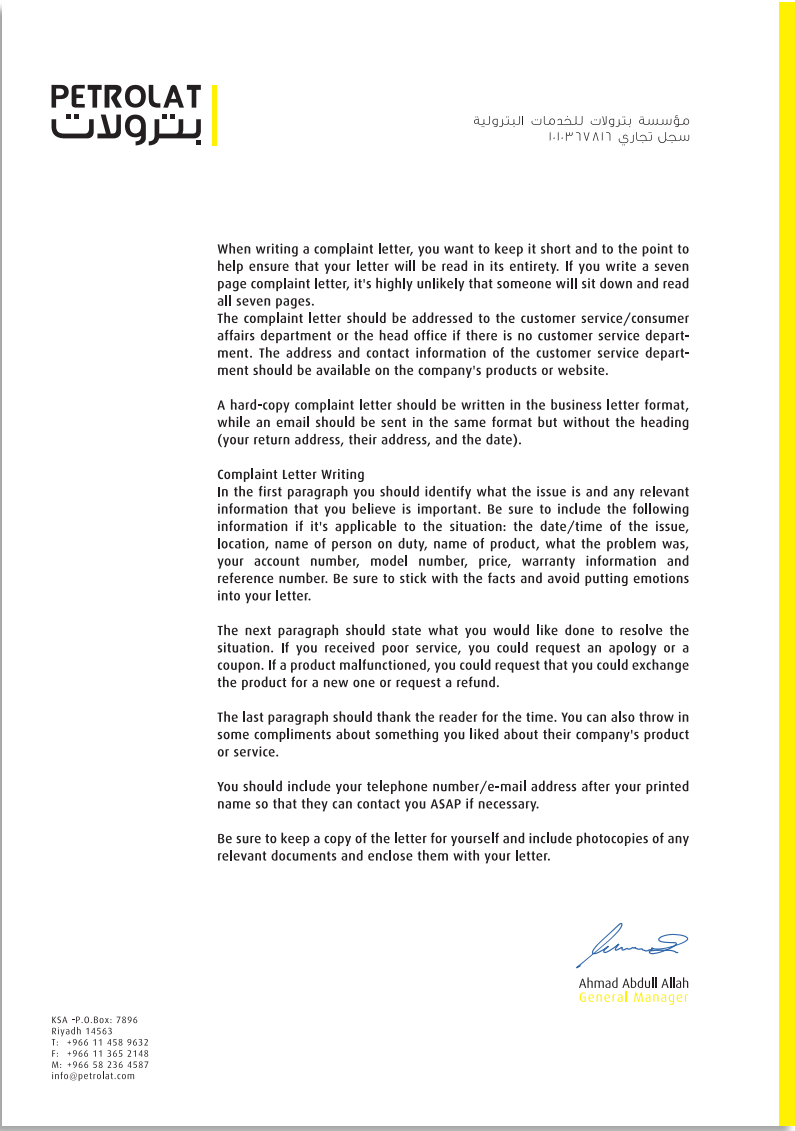 PETROLAT
بترولات
مؤسسة بترولات للخدمات البترولية
سجل تجاري ١٠١٠٣٦٧٨١٦
When writing a complaint letter, you want to keep it short and to the point to
help ensure that your letter will be read in its entirety. If you write a seven
page complaint letter, it's highly unlikely that someone will sit down and read
all seven pages.
The complaint letter should be addressed to the customer service/consumer
affairs department or the head office if there is no customer service depart-
ment. The address and contact information of the customer service depart-
ment should be available on the company's products or website.
A hard-copy complaint letter should be written in the business letter format,
while an email should be sent in the same format but without the heading
(your return address, their address, and the date).
Complaint Letter Writing
In the first paragraph you should identify what the issue is and any relevant
information that you believe is important. Be sure to include the following
information if it's applicable to the situation: the date/time of the issue,
location, name of person on duty, name of product, what the problem was,
your account number, model number, price, warranty information and
reference number. Be sure to stick with the facts and avoid putting emotions
into your letter.
The next paragraph should state what you would like done to resolve the
situation. If you received poor service, you could request an apology or a
coupon. If a product malfunctioned, you could request that you could exchange
the product for a new one or request a refund.
The last paragraph should thank the reader for the time. You can also throw in
some compliments about something you liked about their company's product
or service.
You should include your telephone number/e-mail address after your printed
name so that they can contact you ASAP if necessary.
Be sure to keep a copy of the letter for yourself and include photocopies of any
relevant documents and enclose them with your letter.
Ahmad Abdull Allah
General Manager
KSA -P.O.Box: 7896
Riyadh 14563
T: +966 11 458 9632
F: +966 11 365 2148
M: +966 58 236 4587
info@petrolat.com